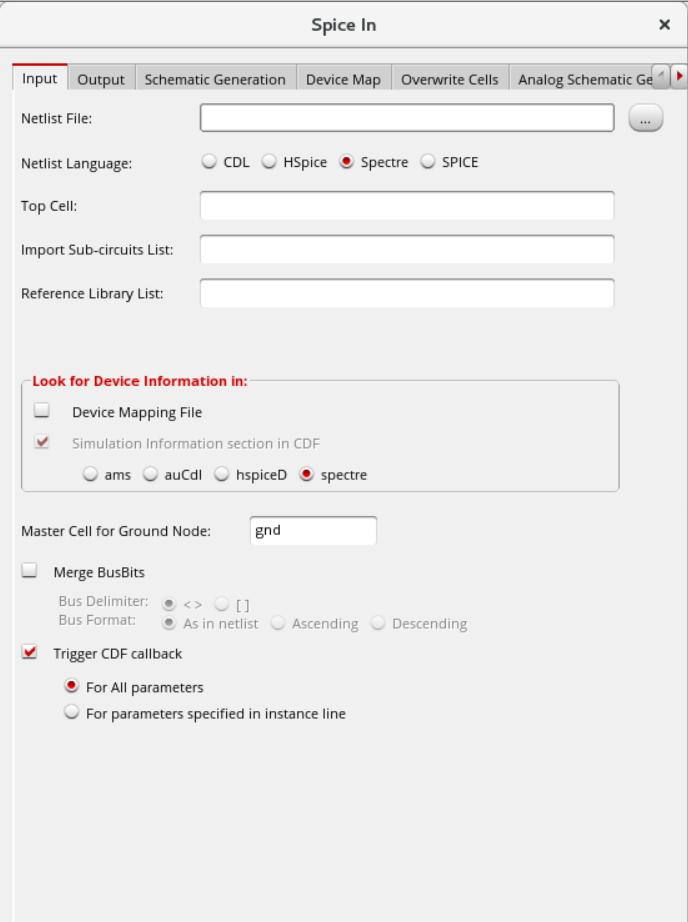 Spice In
Input Output Schematic Generation Device Map Overwrite Cells Analog Schematic Ge
Netlist File: ...
Netlist Language: CDL HSpice Spectre SPICE
Top Cell:
Import Sub-circuits List:
Reference Library List:
Look for Device Information in:
Device Mapping File
Simulation Information section in CDF
ams auCdl hspiceD spectre
Master Cell for Ground Node: gnd
Merge BusBits
Bus Delimiter: < > [ ]
Bus Format: As in netlist Ascending Descending
Trigger CDF callback
For All parameters
For parameters specified in instance line